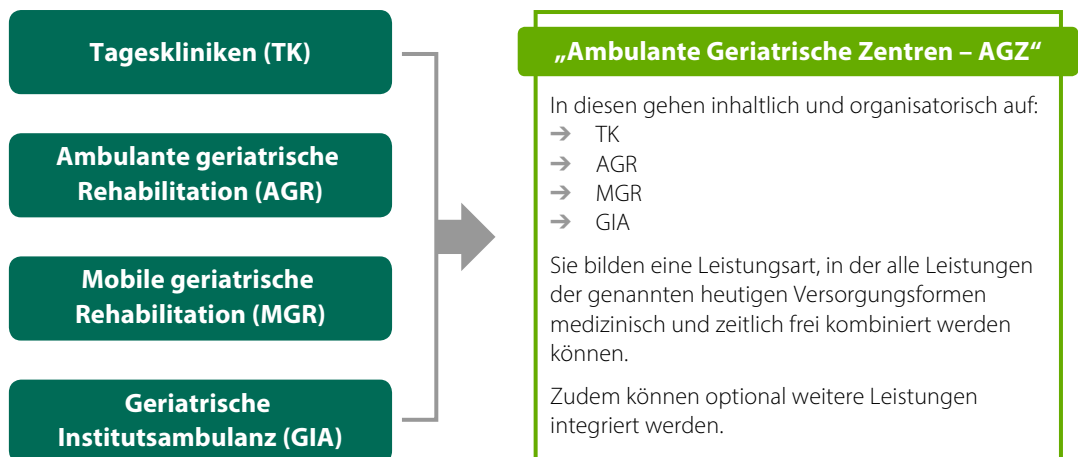 Tageskliniken (TK)
Ambulante geriatrische
Rehabilitation (AGR)
Mobile geriatrische
Rehabilitation (MGR)
Geriatrische
Institutsambulanz (GIA)
„Ambulante Geriatrische Zentren – AGZ“
In diesen gehen inhaltlich und organisatorisch auf:
➔ TK
➔ AGR
➔ MGR
➔ GIA
Sie bilden eine Leistungsart, in der alle Leistungen
der genannten heutigen Versorgungsformen
medizinisch und zeitlich frei kombiniert werden
können.
Zudem können optional weitere Leistungen
integriert werden.